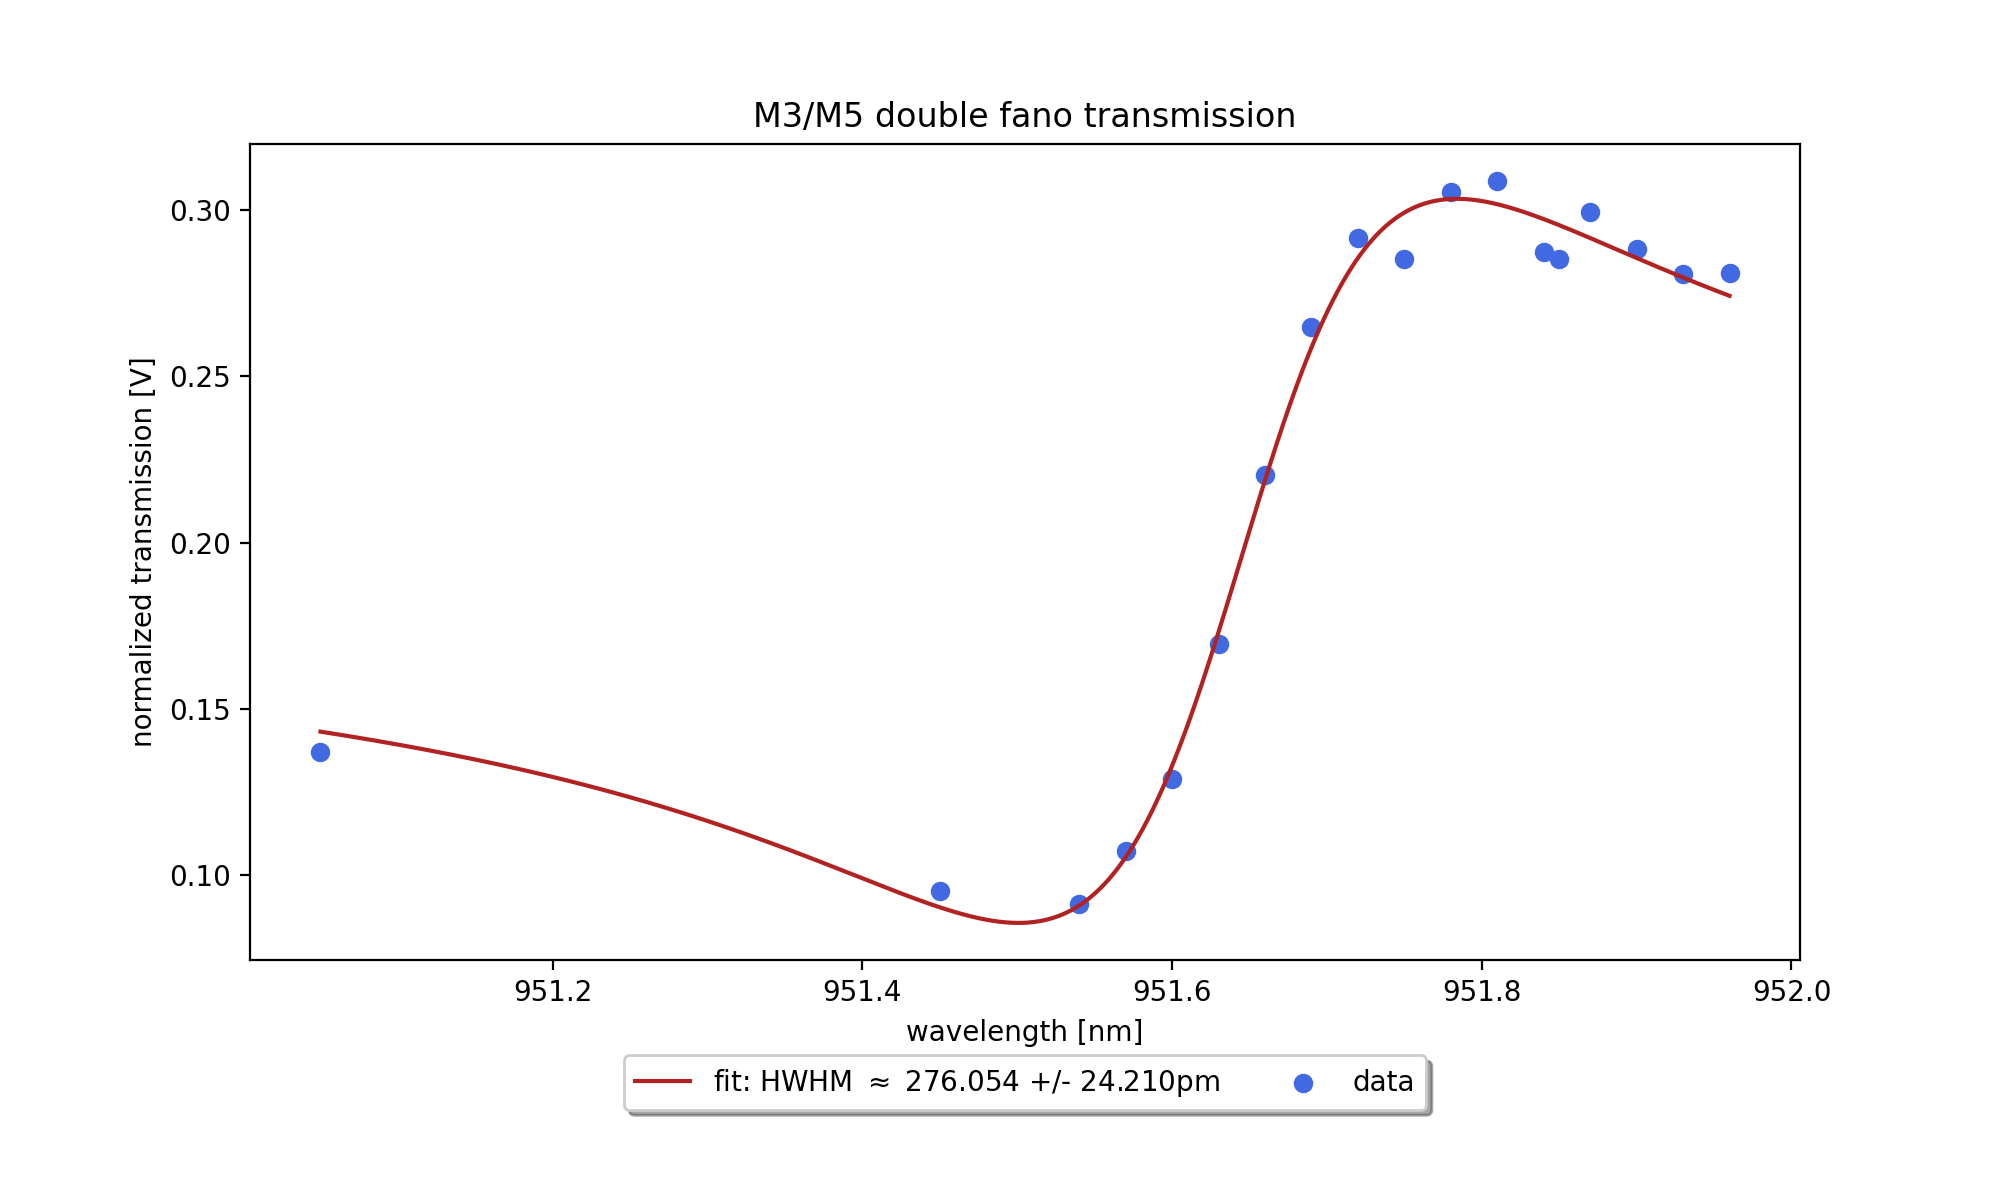 M3/M5 double fano transmission
normalized transmission [V]
0.30
0.25
0.20
0.15
0.10
951.2 951.4 951.6 951.8 952.0
wavelength [nm]
fit: HWHM ≈ 276.054 +/- 24.210pm data